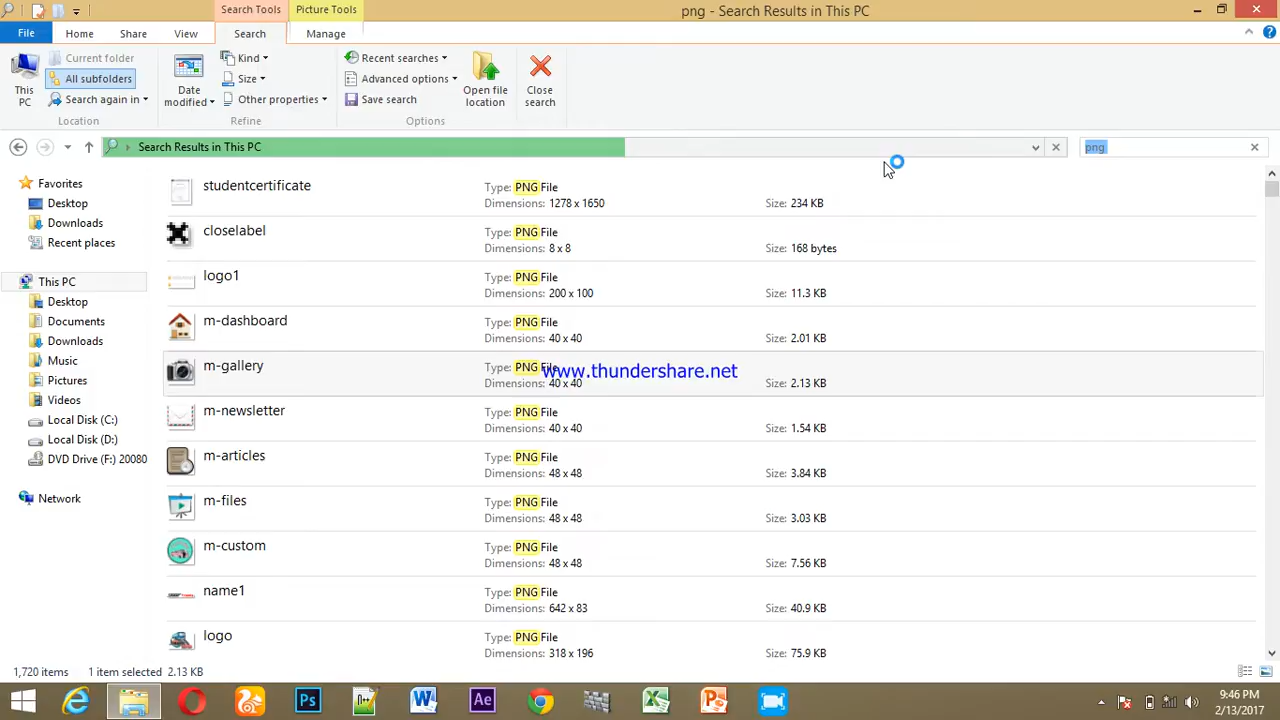 Search Tools
Picture Tools
png - Search Results in This PC
File
Home
Share
View
Search
Manage
This PC
Current folder
All subfolders
Search again in
Location
Date modified
Kind
Size
Other properties
Refine
Recent searches
Advanced options
Save search
Options
Open file location
Close search
Search Results in This PC
png
Favorites
Desktop
Downloads
Recent places
This PC
Desktop
Documents
Downloads
Music
Pictures
Videos
Local Disk (C:)
Local Disk (D:)
DVD Drive (F:) 20080
Network
studentcertificate
Type: PNG File
Dimensions: 1278 x 1650
Size: 234 KB
closelabel
Type: PNG File
Dimensions: 8 x 8
Size: 168 bytes
logo1
Type: PNG File
Dimensions: 200 x 100
Size: 11.3 KB
m-dashboard
Type: PNG File
Dimensions: 40 x 40
Size: 2.01 KB
m-gallery
Type: PNG File
Dimensions: 40 x 40
Size: 2.13 KB
www.thundershare.net
m-newsletter
Type: PNG File
Dimensions: 40 x 40
Size: 1.54 KB
m-articles
Type: PNG File
Dimensions: 48 x 48
Size: 3.84 KB
m-files
Type: PNG File
Dimensions: 48 x 48
Size: 3.03 KB
m-custom
Type: PNG File
Dimensions: 48 x 48
Size: 7.56 KB
name1
Type: PNG File
Dimensions: 642 x 83
Size: 40.9 KB
logo
Type: PNG File
Dimensions: 318 x 196
Size: 75.9 KB
1,720 items
1 item selected 2.13 KB
Ps
Ae
9:46 PM
2/13/2017